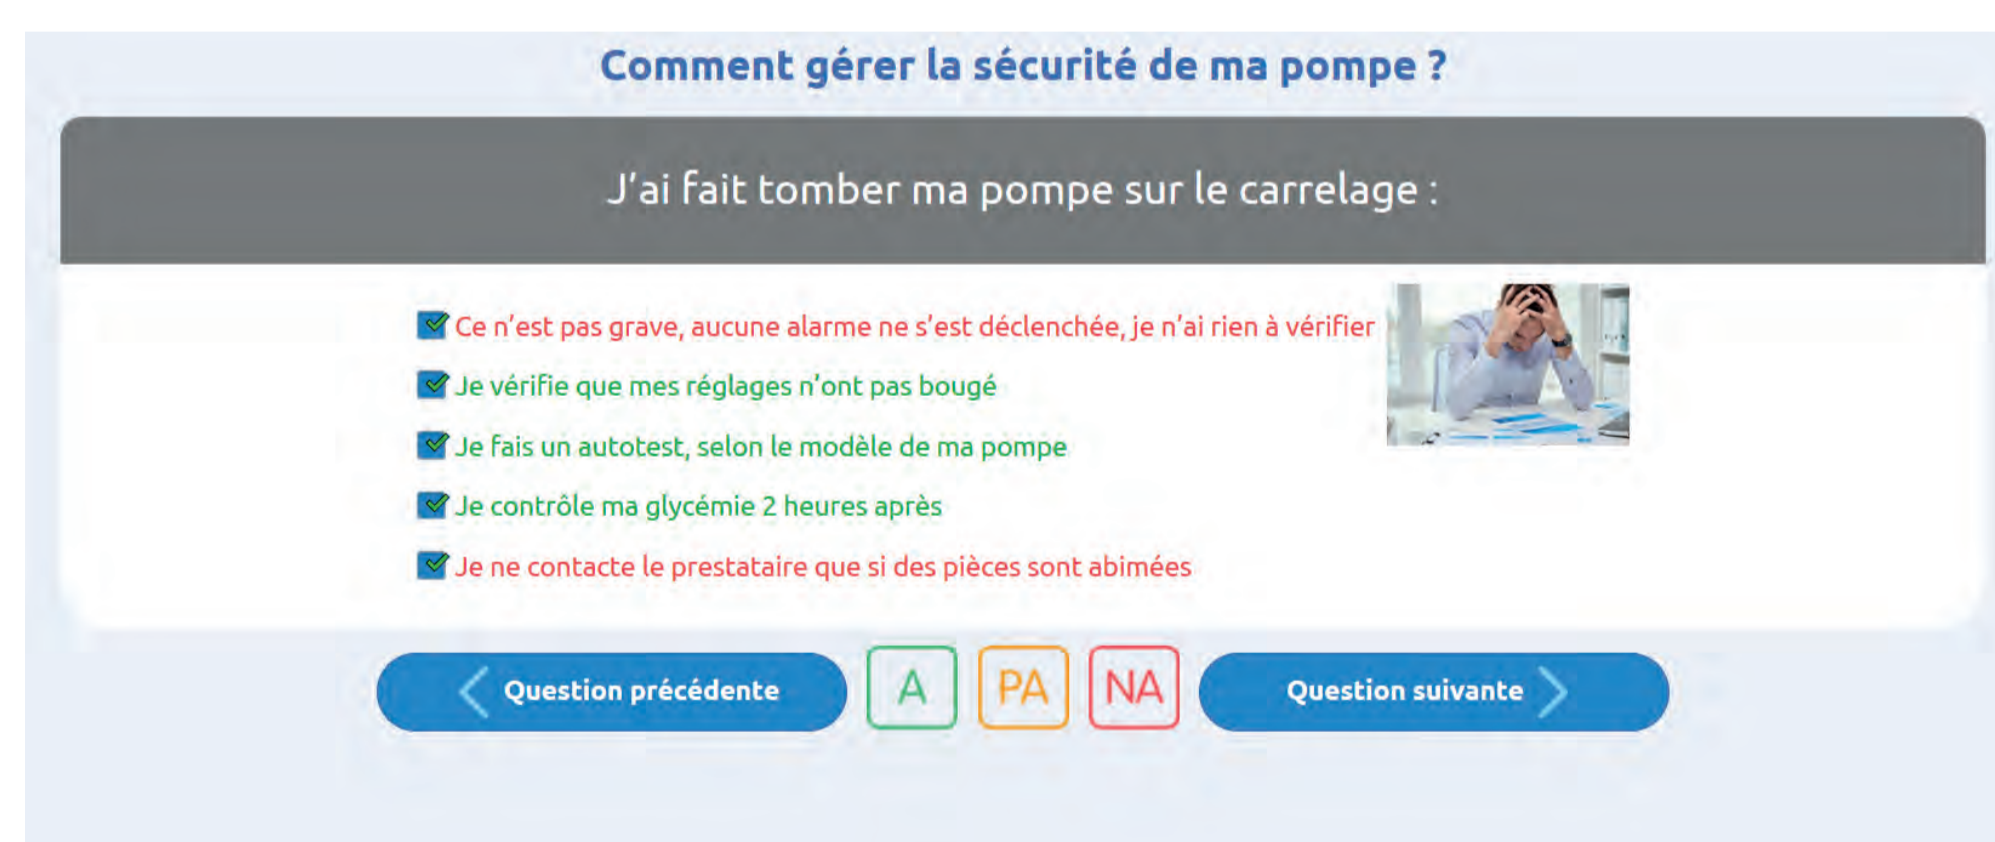 Comment gérer la sécurité de ma pompe ?
J'ai fait tomber ma pompe sur le carrelage :
Ce n'est pas grave, aucune alarme ne s'est déclenchée, je n'ai rien à vérifier
Je vérifie que mes réglages n'ont pas bougé
Je fais un autotest, selon le modèle de ma pompe
Je contrôle ma glycémie 2 heures après
Je ne contacte le prestataire que si des pièces sont abimées
Question précédente
A
PA
NA
Question suivante